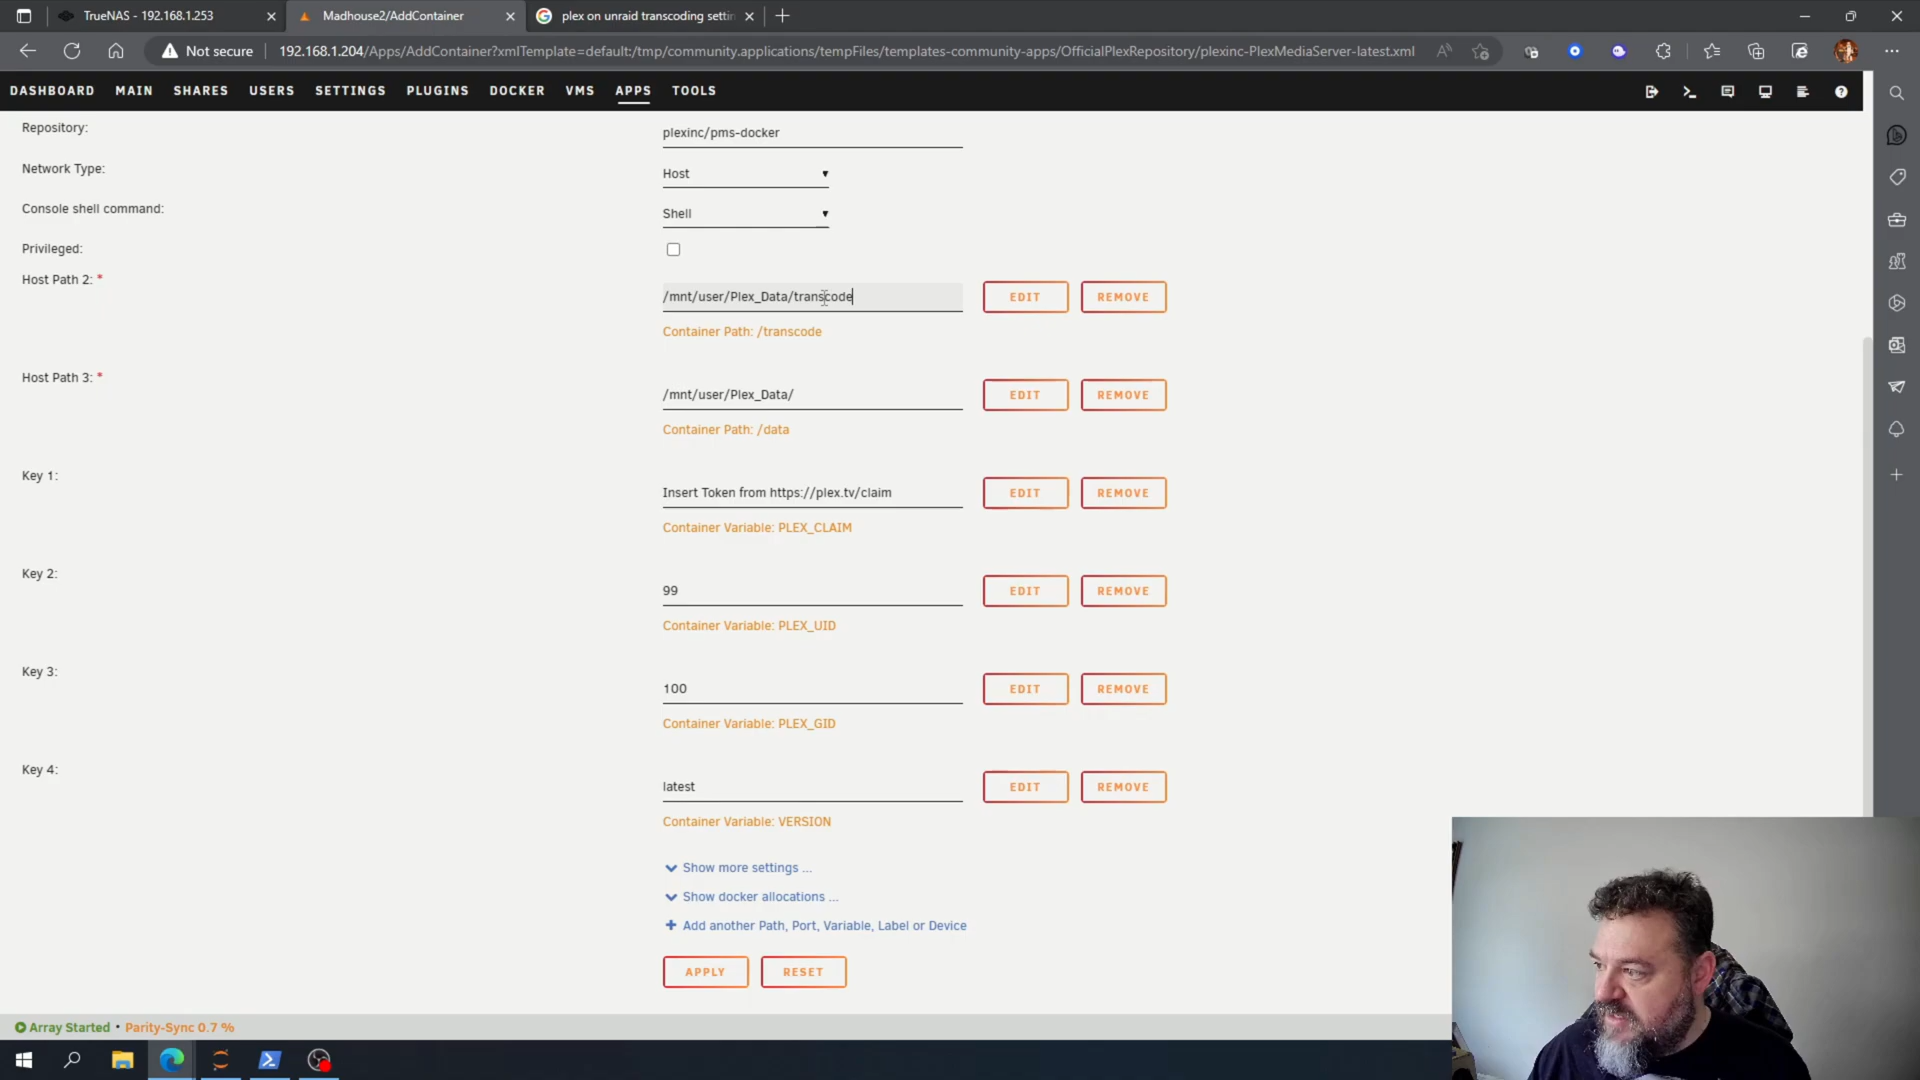 TrueNAS - 192.168.1.253
Madhouse2/AddContainer
plex on unraid transcoding settin
Not secure
192.168.1.204/Apps/AddContainer?xmlTemplate=default:/tmp/community.applications/tempFiles/templates-community-apps/OfficialPlexRepository/plexinc-PlexMediaServer-latest.xml
DASHBOARD MAIN SHARES USERS SETTINGS PLUGINS DOCKER VMS APPS TOOLS
Repository:
plexinc/pms-docker
Network Type:
Host
Console shell command:
Shell
Privileged:
Host Path 2: *
/mnt/user/Plex_Data/transcode
EDIT REMOVE
Container Path: /transcode
Host Path 3: *
/mnt/user/Plex_Data/
EDIT REMOVE
Container Path: /data
Key 1:
Insert Token from https://plex.tv/claim
EDIT REMOVE
Container Variable: PLEX_CLAIM
Key 2:
99
EDIT REMOVE
Container Variable: PLEX_UID
Key 3:
100
EDIT REMOVE
Container Variable: PLEX_GID
Key 4:
latest
EDIT REMOVE
Container Variable: VERSION
Show more settings ...
Show docker allocations ...
Add another Path, Port, Variable, Label or Device
APPLY RESET
Array Started • Parity-Sync 0.7 %